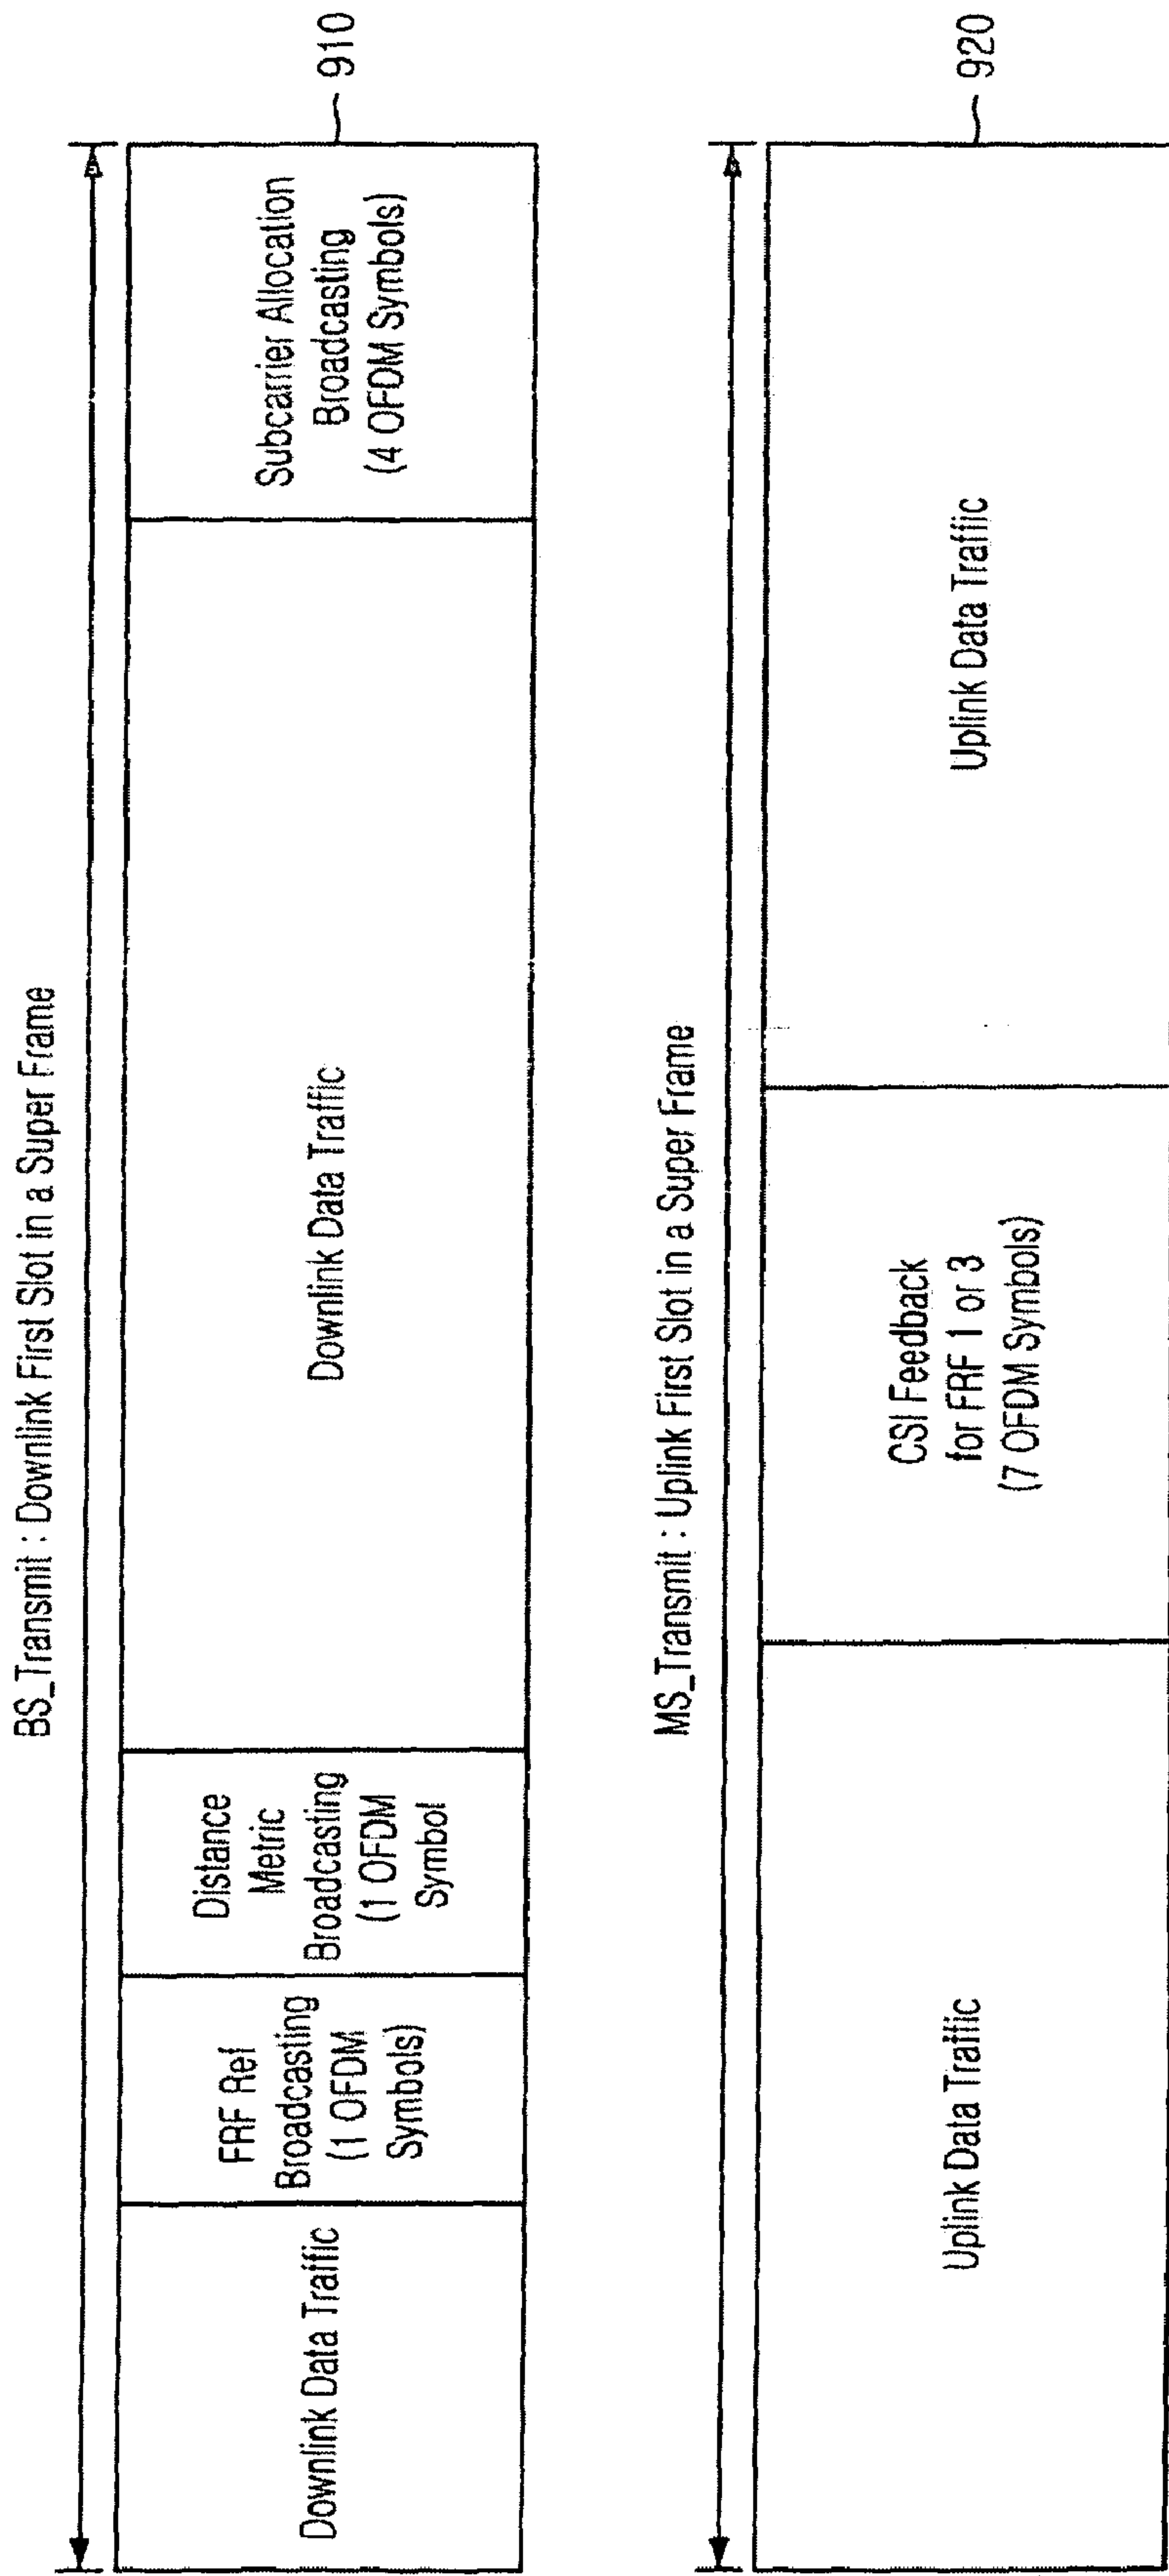 BS_Transmit : Downlink First Slot in a Super Frame
Downlink Data Traffic
FRF Ref
Broadcasting
(1 OFDM
Symbols)
Distance
Metric
Broadcasting
(1 OFDM
Symbol
Downlink Data Traffic
Subcarrier Allocation
Broadcasting
(4 OFDM Symbols)
910
MS_Transmit : Uplink First Slot in a Super Frame
Uplink Data Traffic
CSI Feedback
for FRF 1 or 3
(7 OFDM Symbols)
Uplink Data Traffic
920